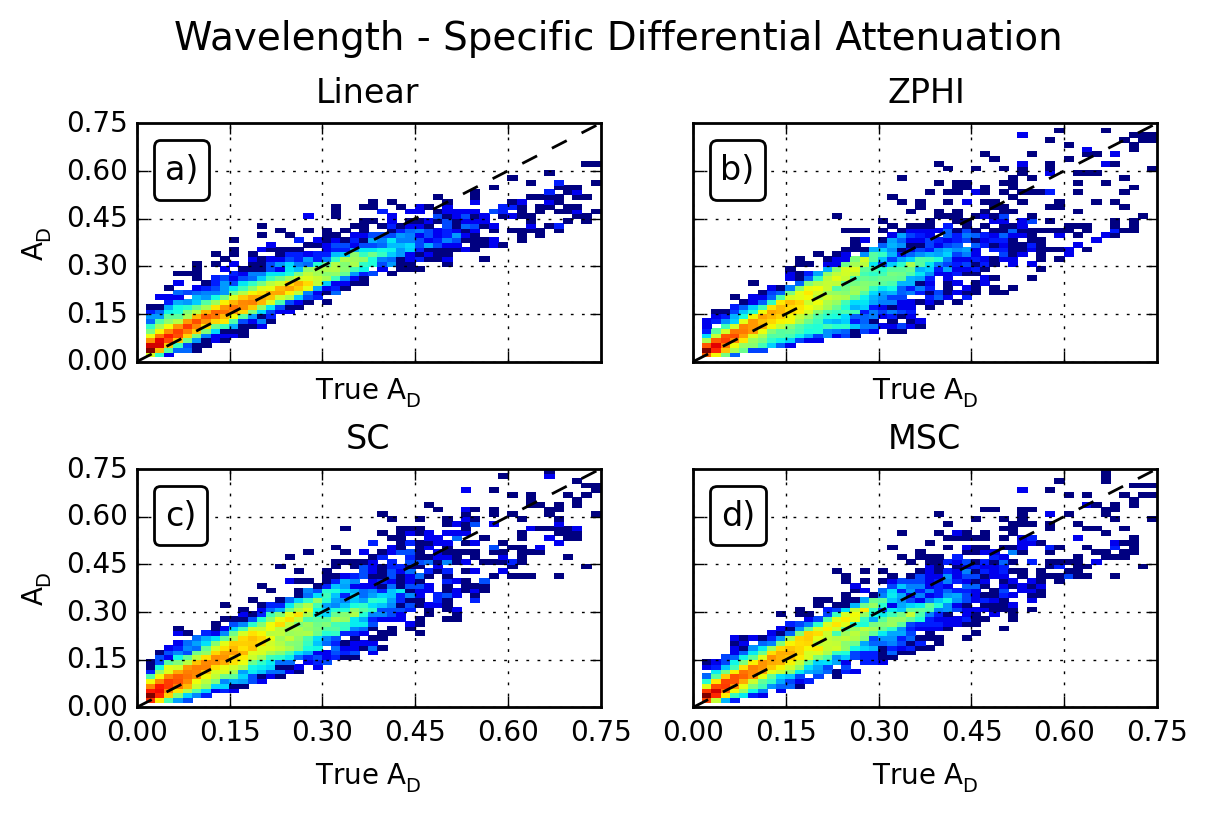 Wavelength - Specific Differential Attenuation
Linear
ZPHI
0.75
0.60
0.45
0.30
0.15
0.00
A_D
a)
b)
True A_D
True A_D
SC
MSC
0.75
0.60
0.45
0.30
0.15
0.00
A_D
c)
d)
0.00 0.15 0.30 0.45 0.60 0.75
0.00 0.15 0.30 0.45 0.60 0.75
True A_D
True A_D